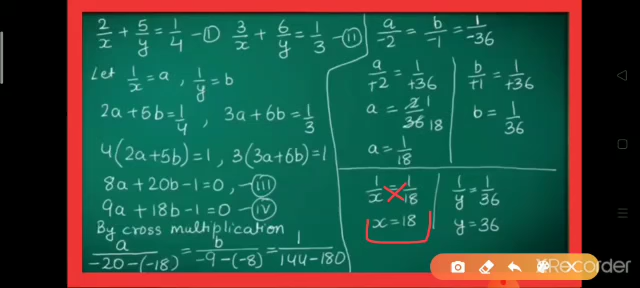 2/x + 5/y = 1/4 —(I) 3/x + 6/y = 1/3 —(II)
Let 1/x = a, 1/y = b
2a + 5b = 1/4 , 3a + 6b = 1/3
4(2a+5b) = 1, 3(3a+6b) = 1
8a + 20b - 1 = 0, —(III)
9a + 18b - 1 = 0 —(IV)
By cross multiplication
a/-20-(-18) = b/-9-(-8) = 1/144-180
a/-2 = b/-1 = 1/-36
a/+2 = 1/+36
a = 2/36 1 18
a = 1/18
b/+1 = 1/+36
b = 1/36
1/x = 1/18
x = 18
1/y = 1/36
y = 36
Recorder